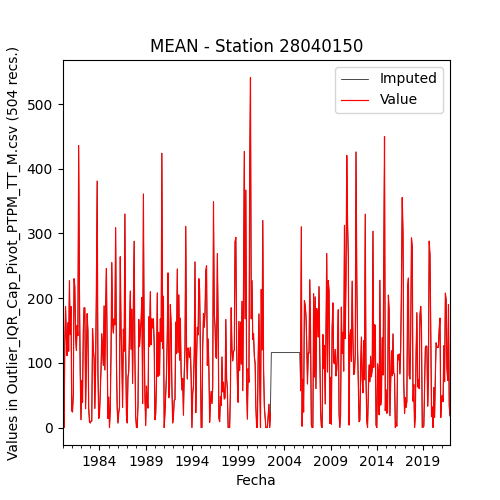 MEAN - Station 28040150
Imputed
Value
Values in Outlier_IQR_Cap_Pivot_PTPM_TT_M.csv (504 recs.)
500
400
300
200
100
0
1984 1989 1994 1999 2004 2009 2014 2019
Fecha